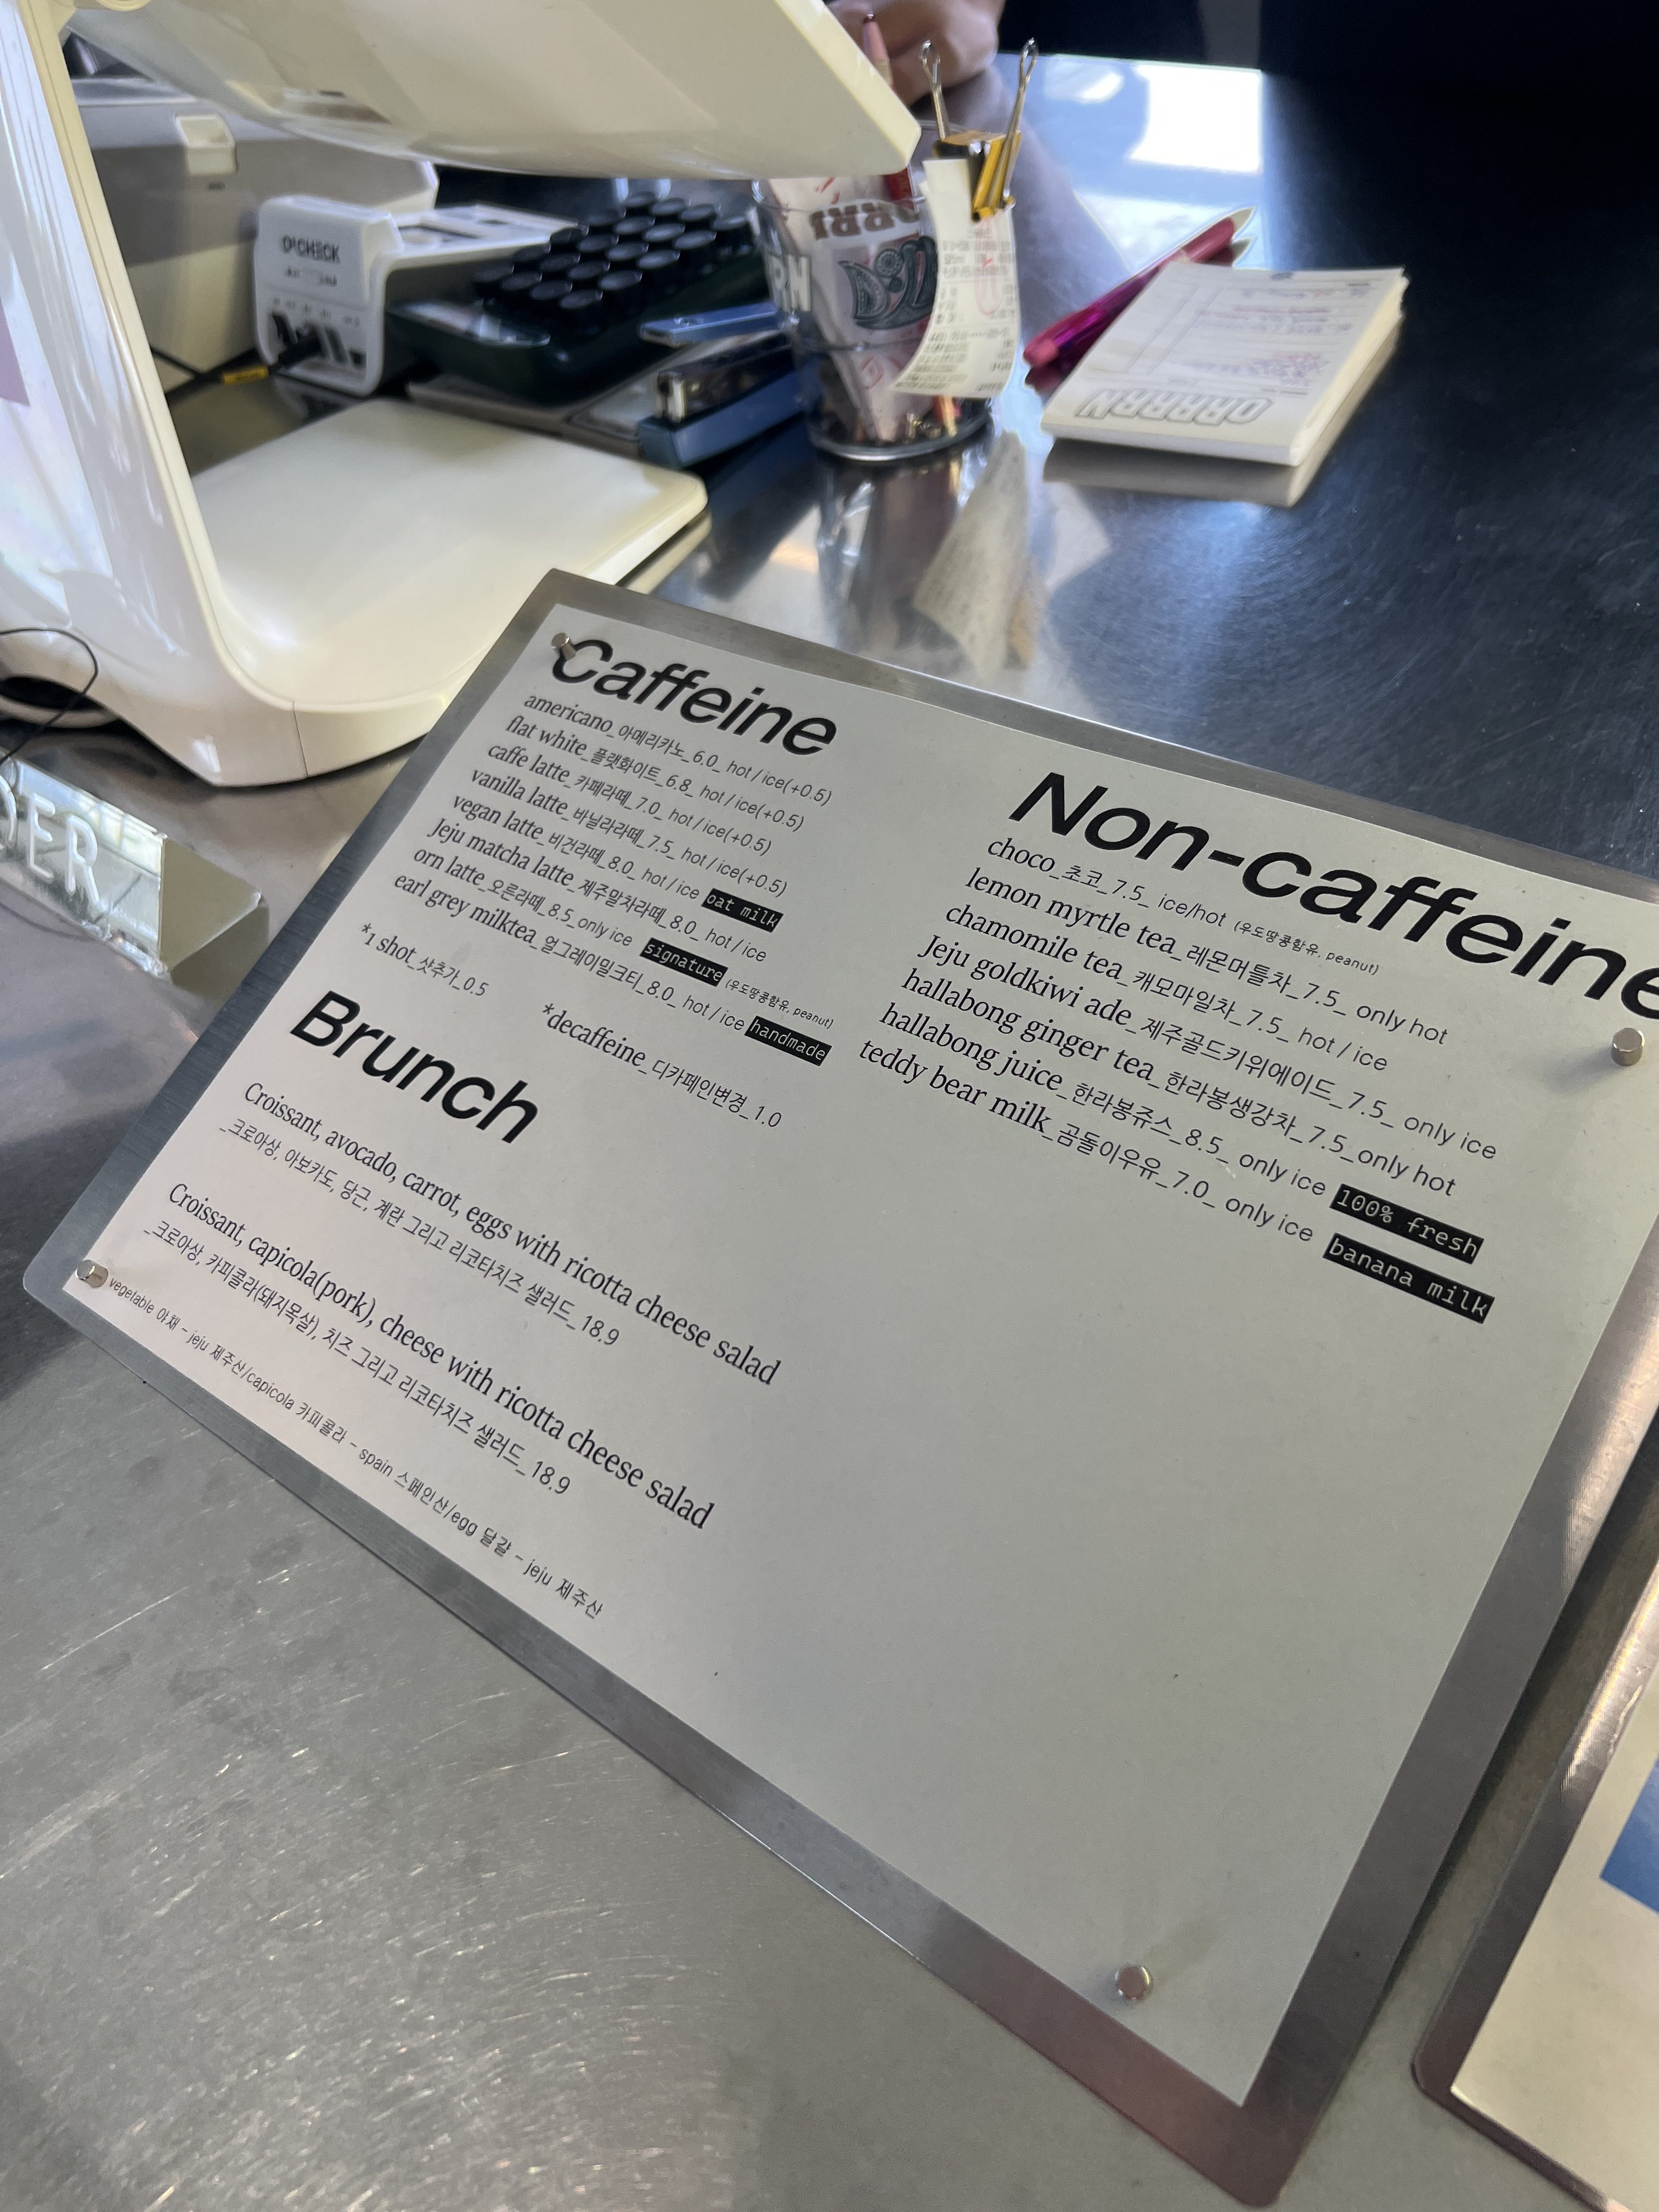 O²CHECK
ORRRRN
DER
Caffeine
americano_아메리카노_6.0_ hot / ice(+0.5)
flat white_플랫화이트_6.8_ hot / ice(+0.5)
caffe latte_카페라떼_7.0_ hot / ice(+0.5)
vanilla latte_바닐라라떼_7.5_ hot / ice(+0.5)
vegan latte_비건라떼_8.0_ hot / ice oat milk
Jeju matcha latte_제주말차라떼_8.0_ hot / ice
orn latte_오른라떼_8.5_only ice signature (우도땅콩함유, peanut)
earl grey milktea_얼그레이밀크티_8.0_ hot / ice handmade
*1 shot_샷추가_0.5
*decaffeine_디카페인변경_1.0
Brunch
Croissant, avocado, carrot, eggs with ricotta cheese salad
_크로아상, 아보카도, 당근, 계란 그리고 리코타치즈 샐러드_18.9
Croissant, capicola(pork), cheese with ricotta cheese salad
_크로아상, 카피콜라(돼지목살), 치즈 그리고 리코타치즈 샐러드_18.9
vegetable 야채 - jeju 제주산/capicola 카피콜라 - spain 스페인산/egg 달걀 - jeju 제주산
Non-caffeine
choco_초코_7.5_ ice/hot (우도땅콩함유, peanut)
lemon myrtle tea_레몬머틀차_7.5_ only hot
chamomile tea_캐모마일차_7.5_ hot / ice
Jeju goldkiwi ade_제주골드키위에이드_7.5_ only ice
hallabong ginger tea_한라봉생강차_7.5_only hot
hallabong juice_한라봉쥬스_8.5_ only ice 100% fresh
teddy bear milk_곰돌이우유_7.0_ only ice banana milk